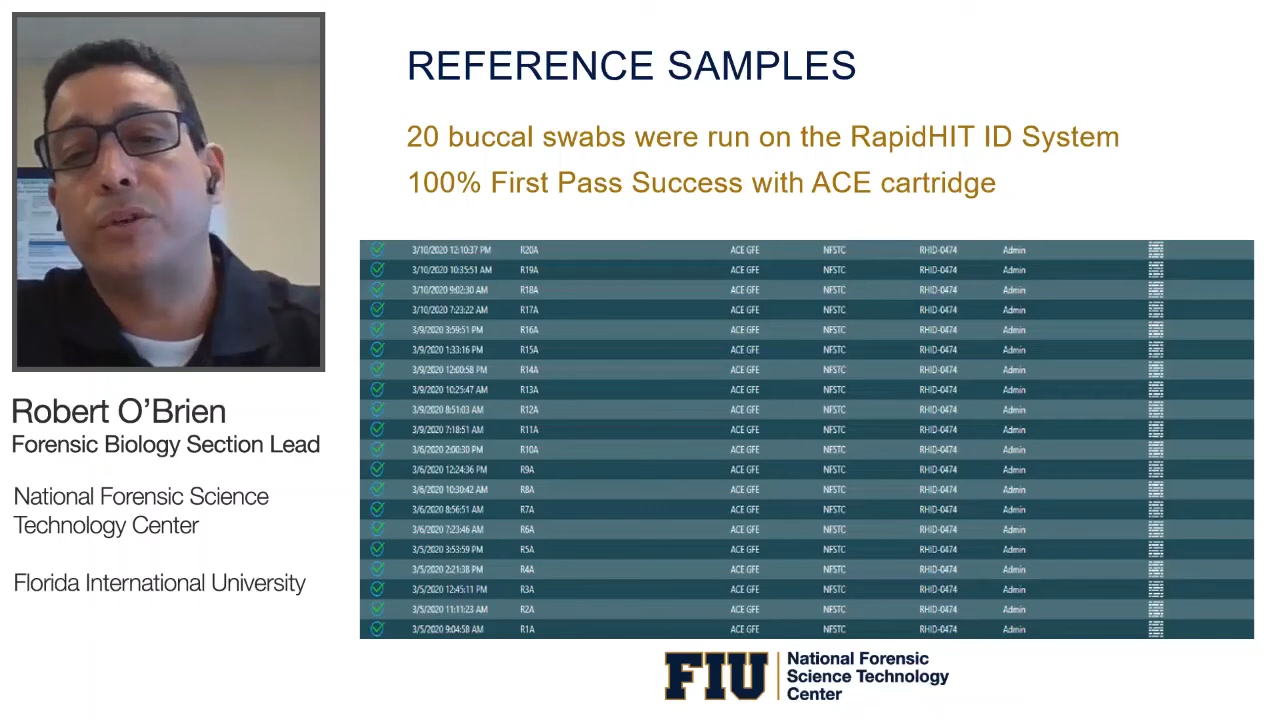 REFERENCE SAMPLES
20 buccal swabs were run on the RapidHIT ID System
100% First Pass Success with ACE cartridge
3/10/2020 12:10:37 PM R20A ACE GFE NFSTC RHID-0474 Admin
3/10/2020 10:35:51 AM R19A ACE GFE NFSTC RHID-0474 Admin
3/10/2020 9:02:30 AM R18A ACE GFE NFSTC RHID-0474 Admin
3/10/2020 7:23:22 AM R17A ACE GFE NFSTC RHID-0474 Admin
3/9/2020 3:59:51 PM R16A ACE GFE NFSTC RHID-0474 Admin
3/9/2020 1:33:16 PM R15A ACE GFE NFSTC RHID-0474 Admin
3/9/2020 12:00:58 PM R14A ACE GFE NFSTC RHID-0474 Admin
3/9/2020 10:25:47 AM R13A ACE GFE NFSTC RHID-0474 Admin
3/9/2020 8:51:03 AM R12A ACE GFE NFSTC RHID-0474 Admin
3/9/2020 7:18:51 AM R11A ACE GFE NFSTC RHID-0474 Admin
3/6/2020 2:00:30 PM R10A ACE GFE NFSTC RHID-0474 Admin
3/6/2020 12:24:36 PM R9A ACE GFE NFSTC RHID-0474 Admin
3/6/2020 10:30:42 AM R8A ACE GFE NFSTC RHID-0474 Admin
3/6/2020 8:56:51 AM R7A ACE GFE NFSTC RHID-0474 Admin
3/6/2020 7:23:46 AM R6A ACE GFE NFSTC RHID-0474 Admin
3/5/2020 3:53:59 PM R5A ACE GFE NFSTC RHID-0474 Admin
3/5/2020 2:21:38 PM R4A ACE GFE NFSTC RHID-0474 Admin
3/5/2020 12:45:11 PM R3A ACE GFE NFSTC RHID-0474 Admin
3/5/2020 11:11:23 AM R2A ACE GFE NFSTC RHID-0474 Admin
3/5/2020 9:04:58 AM R1A ACE GFE NFSTC RHID-0474 Admin
Robert O'Brien
Forensic Biology Section Lead
National Forensic Science
Technology Center
Florida International University
FIU
National Forensic
Science Technology
Center